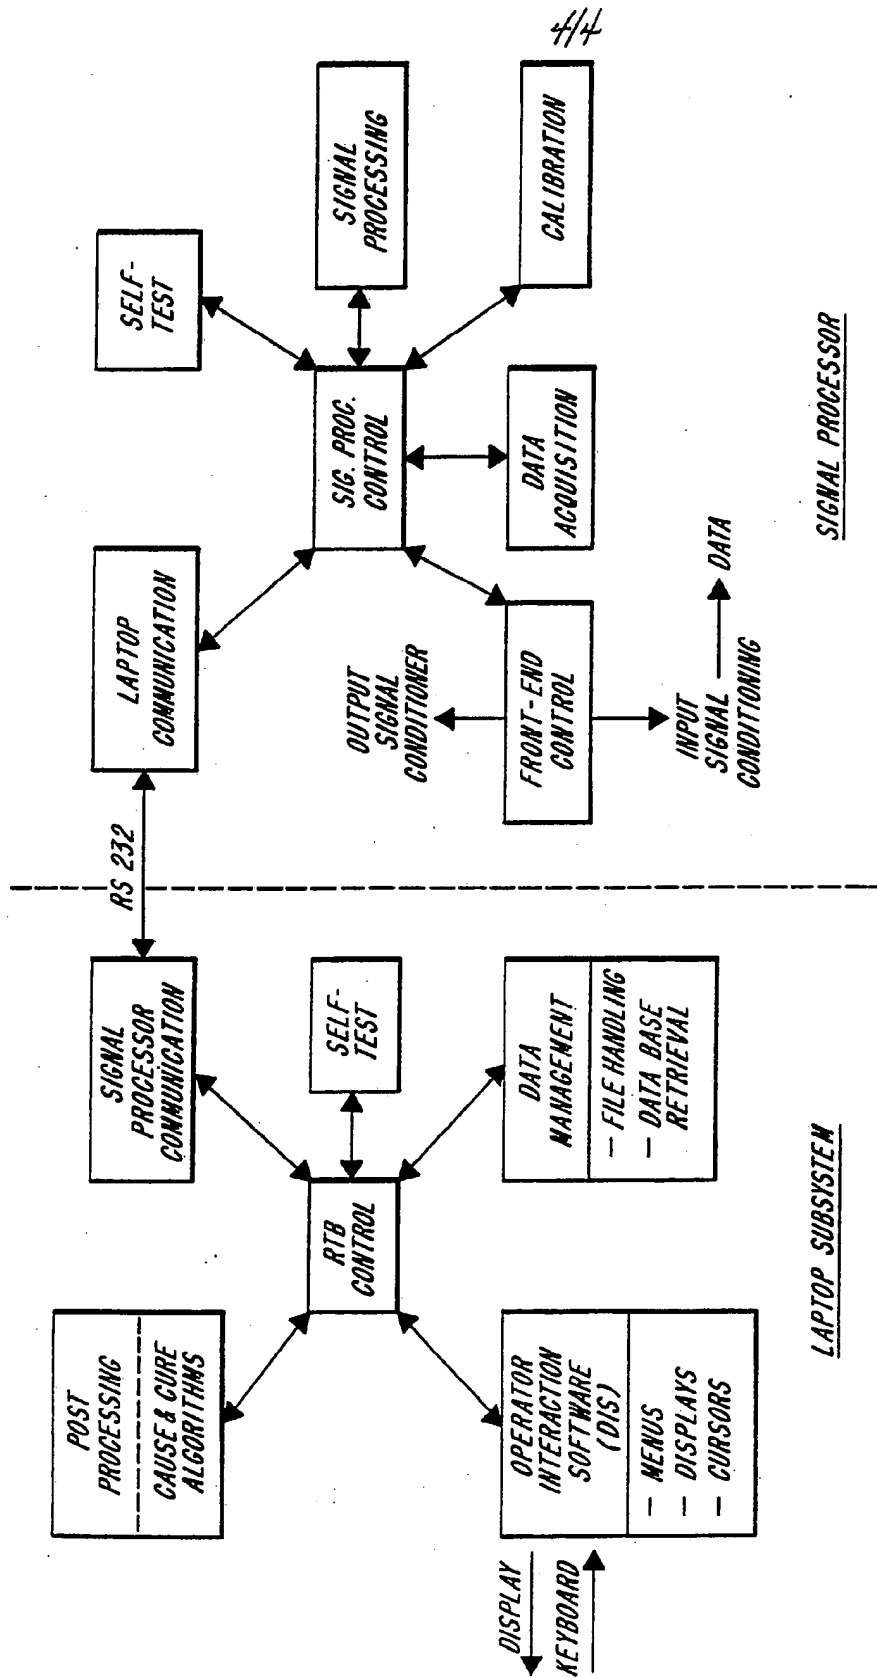 4/4
POST
PROCESSING
CAUSE & CURE
ALGORITHMS
SIGNAL
PROCESSOR
COMMUNICATION
RS 232
LAPTOP
COMMUNICATION
SELF-
TEST
RTB
CONTROL
SELF-
TEST
SIG. PROC.
CONTROL
SIGNAL
PROCESSING
DISPLAY
KEYBOARD
OPERATOR
INTERACTION
SOFTWARE
(DIS)
— MENUS
— DISPLAYS
— CURSORS
DATA
MANAGEMENT
— FILE HANDLING
— DATA BASE
RETRIEVAL
OUTPUT
SIGNAL
CONDITIONER
FRONT-END
CONTROL
INPUT
SIGNAL
CONDITIONING
DATA
DATA
ACQUISITION
CALIBRATION
LAPTOP SUBSYSTEM
SIGNAL PROCESSOR